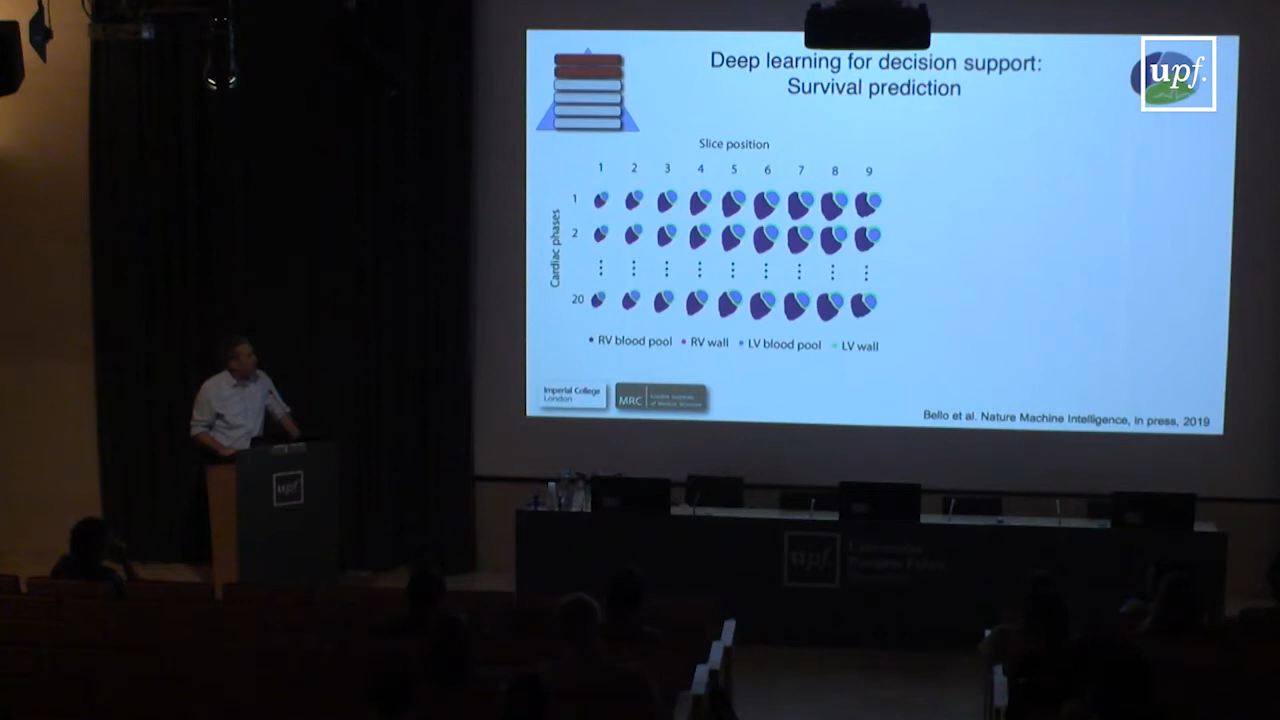 Deep learning for decision support:
Survival prediction
upf.
Slice position
1 2 3 4 5 6 7 8 9
Cardiac phases
1
2
20
RV blood pool RV wall LV blood pool LV wall
Imperial College
London
MRC
Bello et al. Nature Machine Intelligence, in press, 2019
upf.
upf.